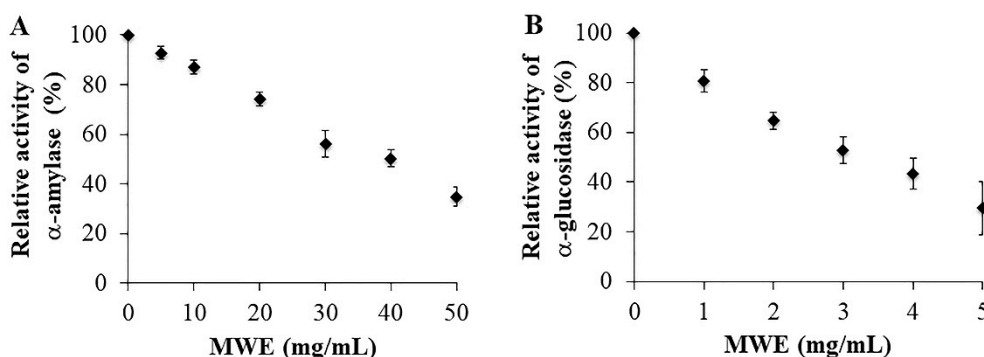 A
Relative activity of
α-amylase (%)
100
80
60
40
20
0
0 10 20 30 40 50
MWE (mg/mL)
B
Relative activity of
α-glucosidase (%)
100
80
60
40
20
0
0 1 2 3 4 5
MWE (mg/mL)